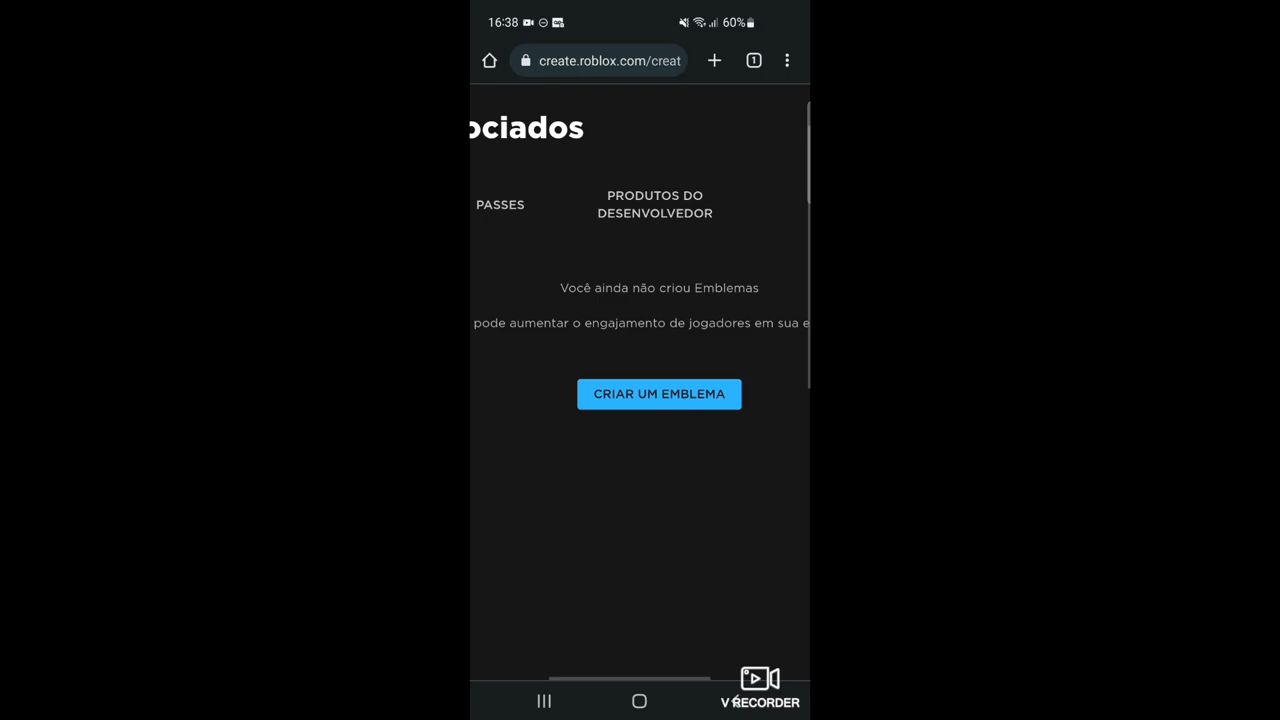 16:38
60%
create.roblox.com/creat
1
ociados
PASSES
PRODUTOS DO
DESENVOLVEDOR
Você ainda não criou Emblemas
pode aumentar o engajamento de jogadores em sua e
CRIAR UM EMBLEMA
V RECORDER